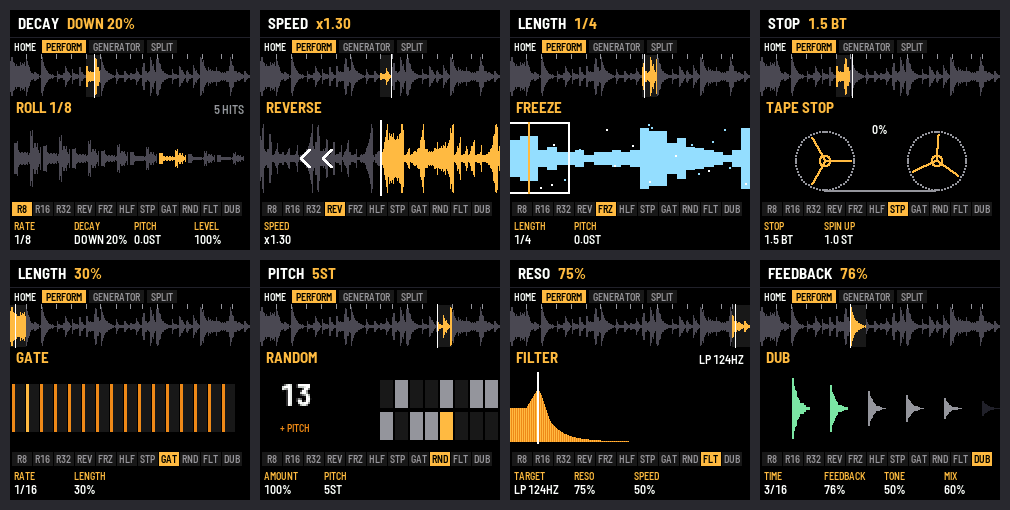 DECAY DOWN 20%
HOME PERFORM GENERATOR SPLIT
ROLL 1/8 5 HITS
R8 R16 R32 REV FRZ HLF STP GAT RND FLT DUB
RATE DECAY PITCH LEVEL
1/8 DOWN 20% 0.0ST 100%
SPEED x1.30
HOME PERFORM GENERATOR SPLIT
REVERSE
R8 R16 R32 REV FRZ HLF STP GAT RND FLT DUB
SPEED
x1.30
LENGTH 1/4
HOME PERFORM GENERATOR SPLIT
FREEZE
R8 R16 R32 REV FRZ HLF STP GAT RND FLT DUB
LENGTH PITCH
1/4 0.0ST
STOP 1.5 BT
HOME PERFORM GENERATOR SPLIT
TAPE STOP
0%
R8 R16 R32 REV FRZ HLF STP GAT RND FLT DUB
STOP SPIN UP
1.5 BT 1.0 ST
LENGTH 30%
HOME PERFORM GENERATOR SPLIT
GATE
R8 R16 R32 REV FRZ HLF STP GAT RND FLT DUB
RATE LENGTH
1/16 30%
PITCH 5ST
HOME PERFORM GENERATOR SPLIT
RANDOM
13
+ PITCH
R8 R16 R32 REV FRZ HLF STP GAT RND FLT DUB
AMOUNT PITCH
100% 5ST
RESO 75%
HOME PERFORM GENERATOR SPLIT
FILTER LP 124HZ
R8 R16 R32 REV FRZ HLF STP GAT RND FLT DUB
TARGET RESO SPEED
LP 124HZ 75% 50%
FEEDBACK 76%
HOME PERFORM GENERATOR SPLIT
DUB
R8 R16 R32 REV FRZ HLF STP GAT RND FLT DUB
TIME FEEDBACK TONE MIX
3/16 76% 50% 60%